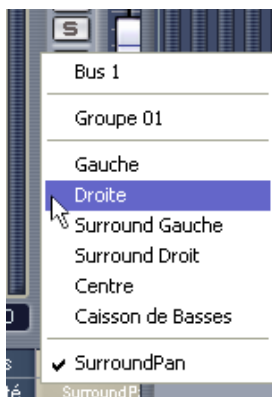 S
Bus 1
Groupe 01
Gauche
Droite
Surround Gauche
Surround Droit
Centre
Caisson de Basses
✓ SurroundPan